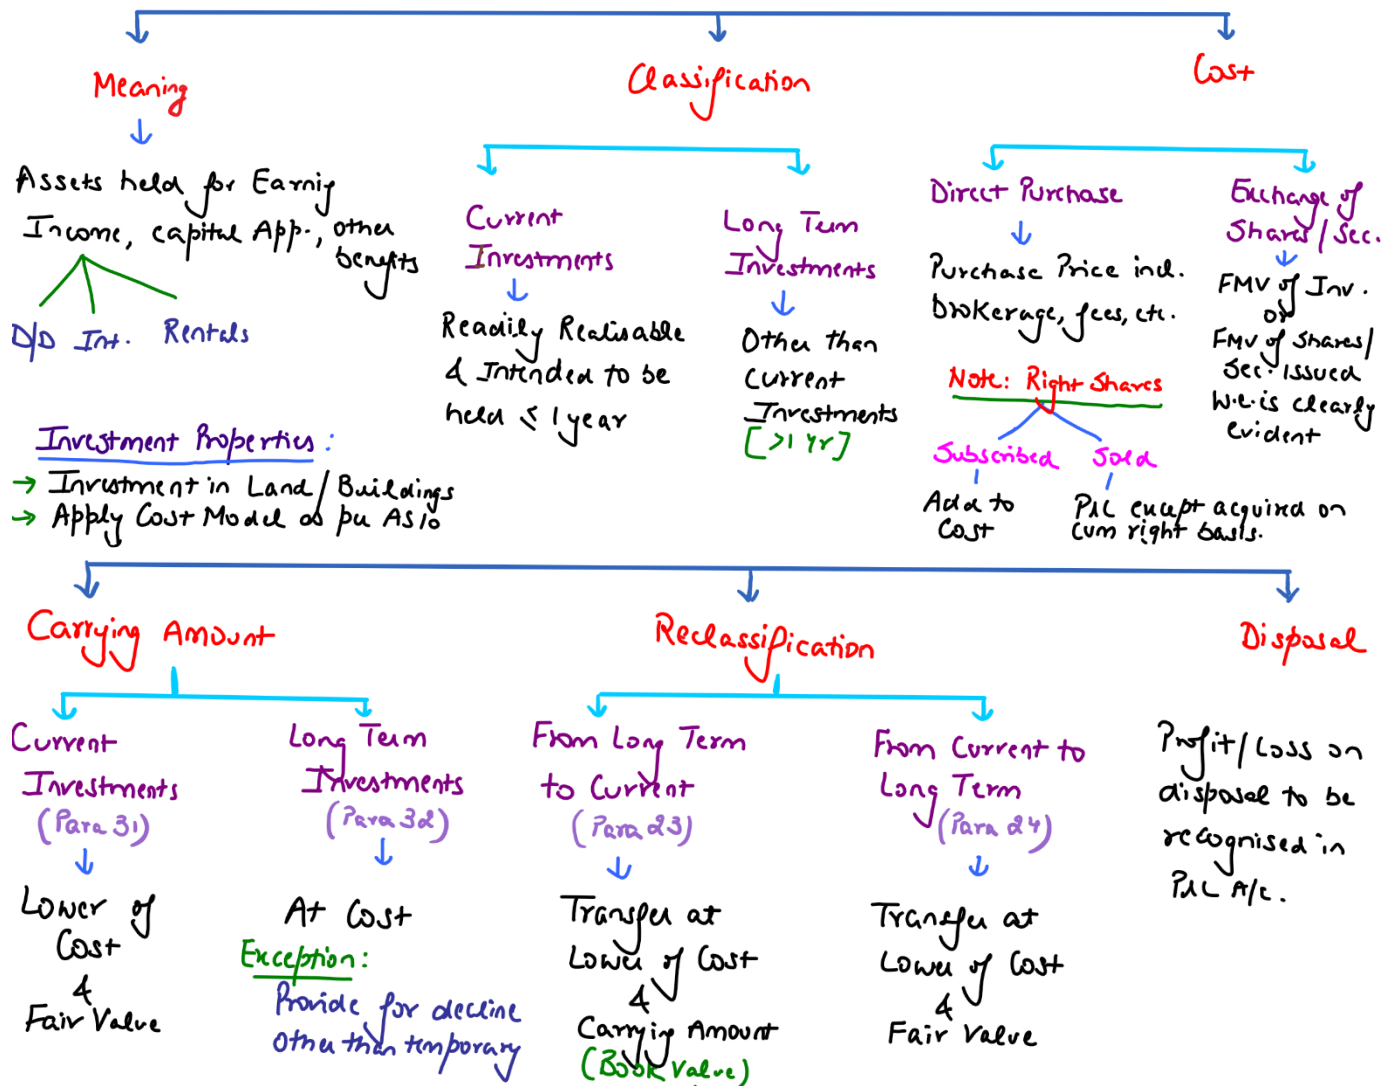 Meaning
Assets held for Earnig
Income, capital App., other
benefits
D/D Int. Rentals
Investment Properties:
→ Investment in Land/Buildings
→ Apply Cost Model as per AS10
Classification
Current
Investments
Readily Realisable
& Intended to be
held ≤ 1 year
Long Term
Investments
Other than
current
Investments
[>1 yr]
Cost
Direct Purchase
Purchase Price incl.
brokerage, fees, etc.
Note: Right Shares
Subscribed
Add to
Cost
Sold
P&L except acquired on
cum right basis.
Exchange of
Shares/Sec.
FMV of Inv.
or
FMV of Shares/
Sec. Issued
W.E. is clearly
evident
Carrying Amount
Current
Investments
(Para 31)
Lower of
Cost
&
Fair Value
Long Term
Investments
(Para 32)
At Cost
Exception:
Provide for decline
other than temporary
Reclassification
From Long Term
to Current
(Para 23)
Transfer at
Lower of Cost
&
Carrying Amount
(Book Value)
From Current to
Long Term
(Para 24)
Transfer at
Lower of Cost
&
Fair Value
Disposal
Profit/Loss on
disposal to be
recognised in
P&L A/c.